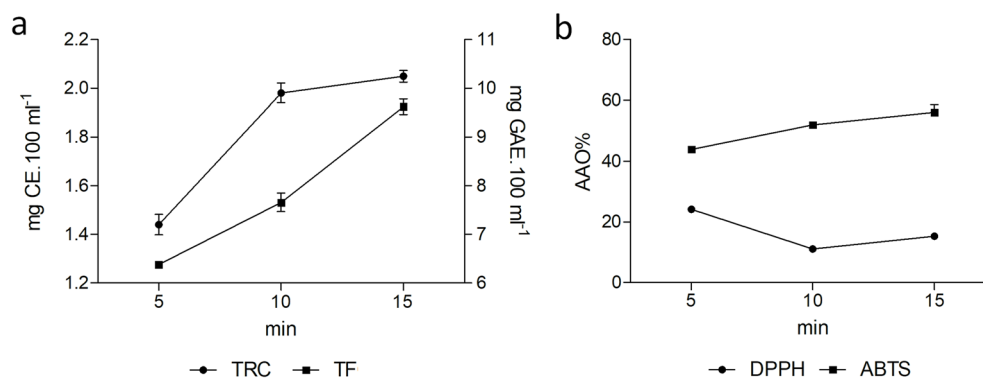 a
2.2
2.0
1.8
1.6
1.4
1.2
mg CE.100 ml⁻¹
11
10
9
8
7
6
mg GAE.100 ml⁻¹
5 10 15
min
TRC TF
b
80
60
40
20
0
AAO%
5 10 15
min
DPPH ABTS